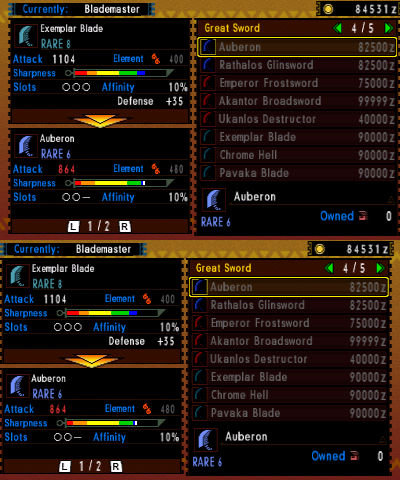 Currently: Blademaster
84531z
Exemplar Blade
RARE 8
Attack 1104 Element 400
Sharpness
Slots ○○○ Affinity 10%
Defense +35
Auberon
RARE 6
Attack 864 Element 480
Sharpness
Slots ○○— Affinity 10%
L 1/2 R
Great Sword 4/5
Auberon 82500z
Rathalos Glinsword 82500z
Emperor Frostsword 75000z
Akantor Broadsword 99999z
Ukanlos Destructor 40000z
Exemplar Blade 90000z
Chrome Hell 90000z
Pavaka Blade 90000z
Auberon
RARE 6 Owned 0
Currently: Blademaster
84531z
Exemplar Blade
RARE 8
Attack 1104 Element 400
Sharpness
Slots ○○○ Affinity 10%
Defense +35
Auberon
RARE 6
Attack 864 Element 480
Sharpness
Slots ○○— Affinity 10%
L 1/2 R
Great Sword 4/5
Auberon 82500z
Rathalos Glinsword 82500z
Emperor Frostsword 75000z
Akantor Broadsword 99999z
Ukanlos Destructor 40000z
Exemplar Blade 90000z
Chrome Hell 90000z
Pavaka Blade 90000z
Auberon
RARE 6 Owned 0